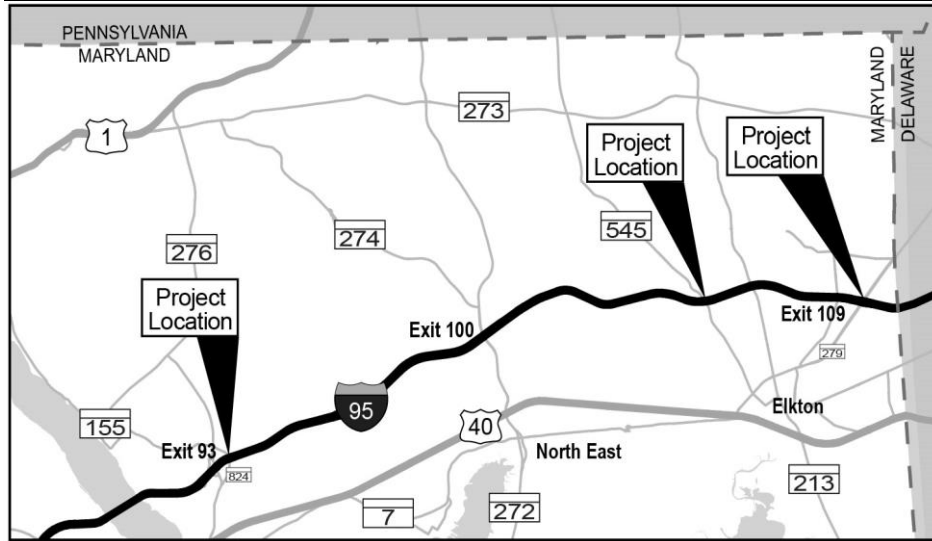 PENNSYLVANIA
MARYLAND
MARYLAND
DELAWARE
1
273
Project
Location
Project
Location
276
274
545
Project
Location
Exit 100
Exit 109
279
95
155
Exit 93
40
Elkton
824
North East
213
7
272